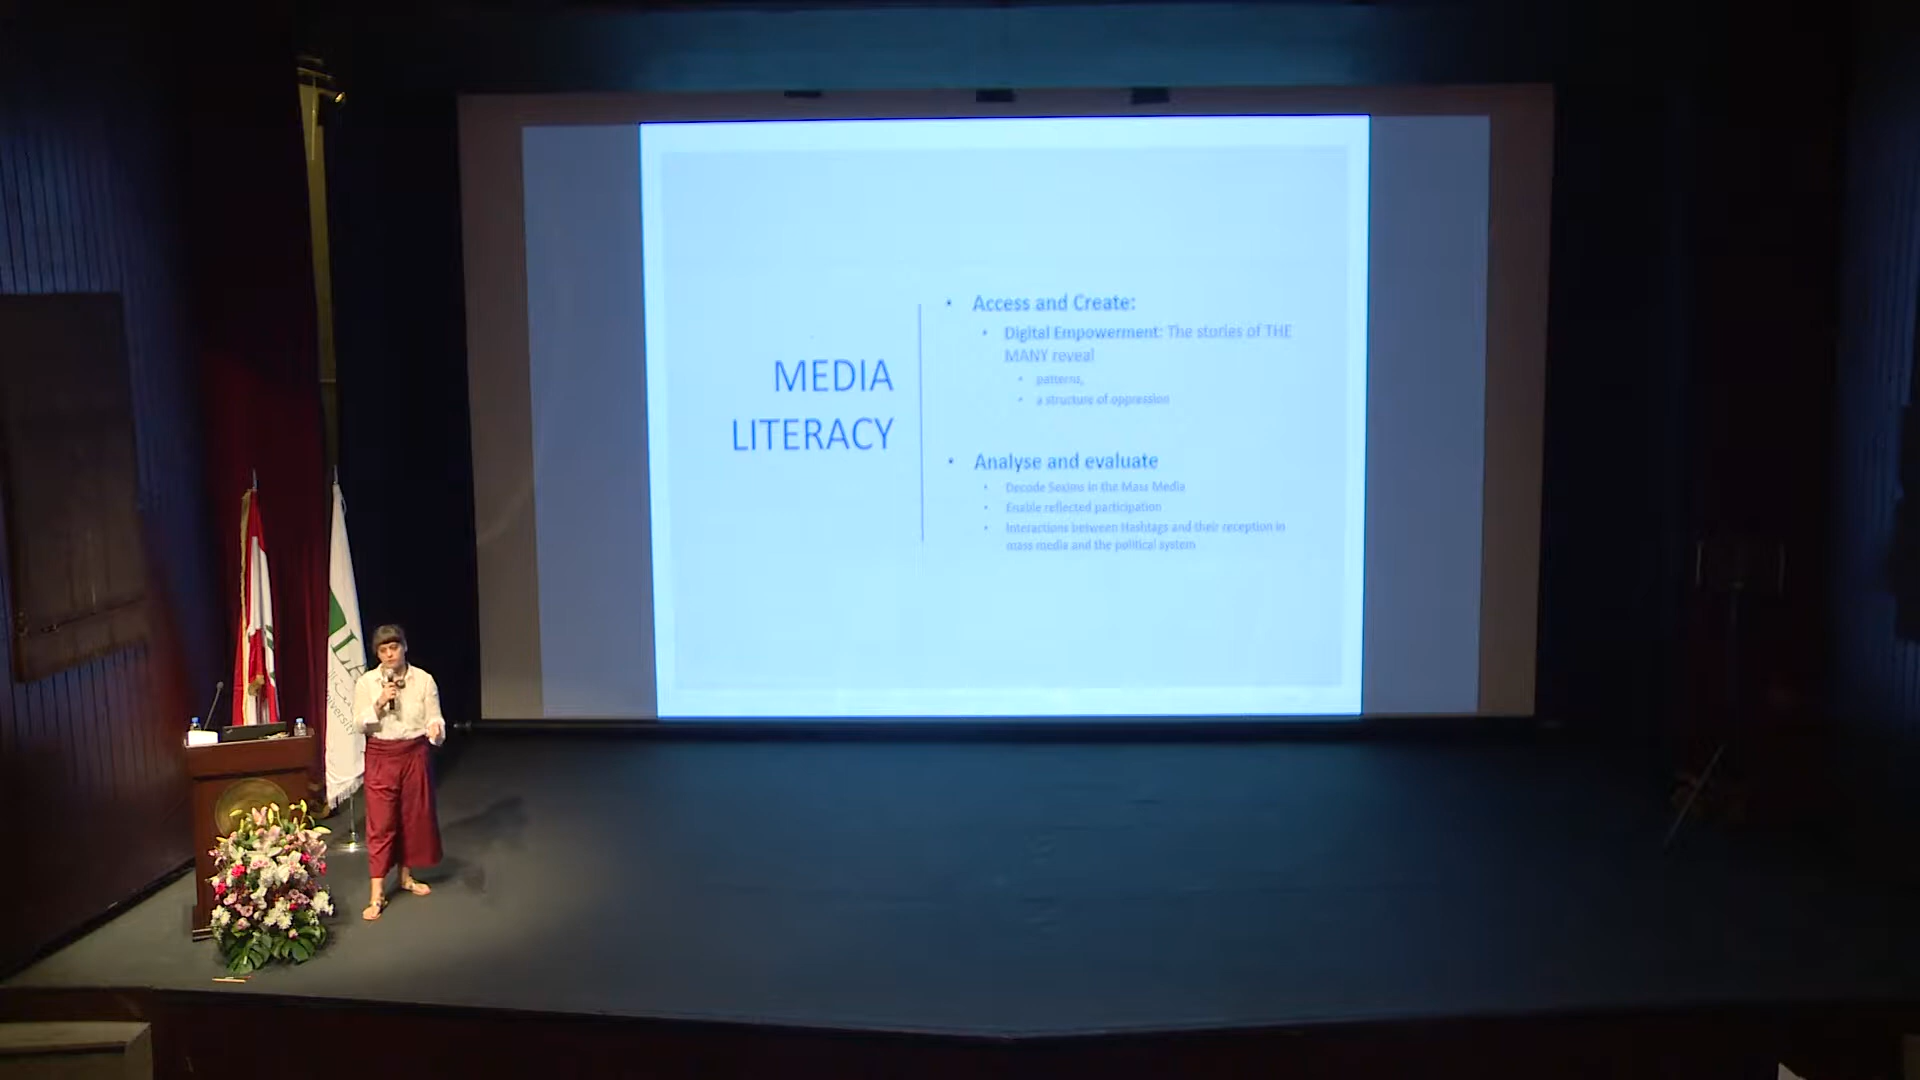 MEDIA
LITERACY
• Access and Create:
• Digital Empowerment: The stories of THE
MANY reveal
• patterns,
• a structure of oppression
• Analyse and evaluate
• Decode Sexims in the Mass Media
• Enable reflected participation
• Interactions between Hashtags and their reception in
mass media and the political system